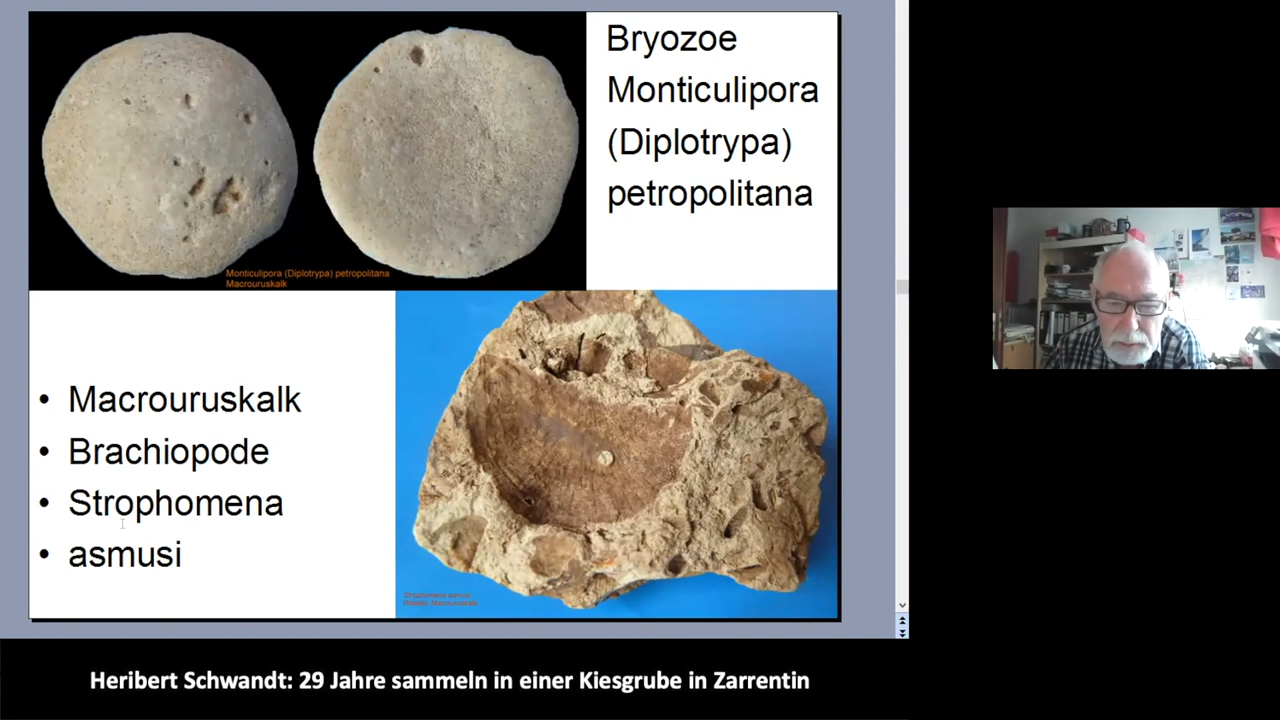 Bryozoe
Monticulipora
(Diplotrypa)
petropolitana
Monticulipora (Diplotrypa) petropolitana
Macrouruskalk
• Macrouruskalk
• Brachiopode
• Strophomena
• asmusi
Strophomena asmusi
Macrouruskalk
Heribert Schwandt: 29 Jahre sammeln in einer Kiesgrube in Zarrentin